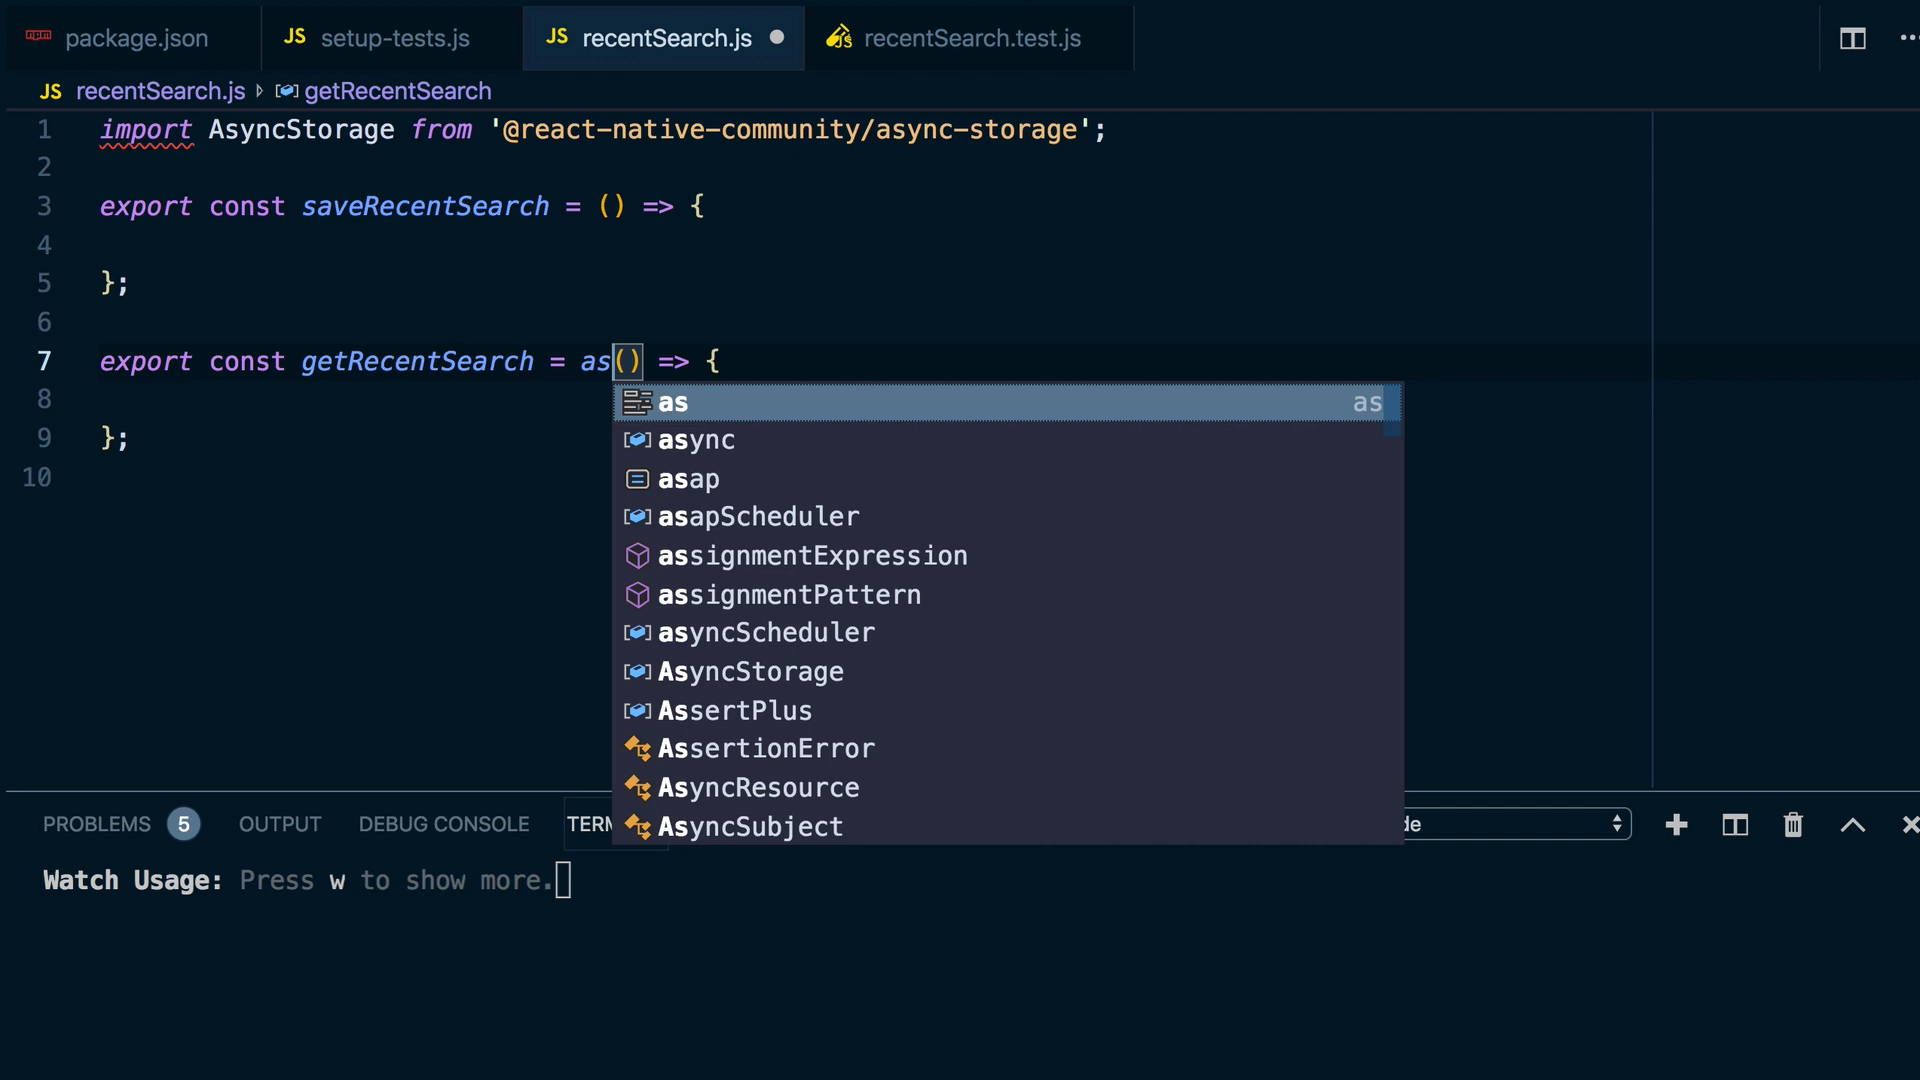 package.json
JS setup-tests.js
JS recentSearch.js
recentSearch.test.js
JS recentSearch.js getRecentSearch
1 import AsyncStorage from '@react-native-community/async-storage';
2
3 export const saveRecentSearch = () => {
4
5 };
6
7 export const getRecentSearch = as() => {
8
9 };
10
as as
async
asap
asapScheduler
assignmentExpression
assignmentPattern
asyncScheduler
AsyncStorage
AssertPlus
AssertionError
AsyncResource
AsyncSubject
PROBLEMS 5 OUTPUT DEBUG CONSOLE TERM de
Watch Usage: Press w to show more.